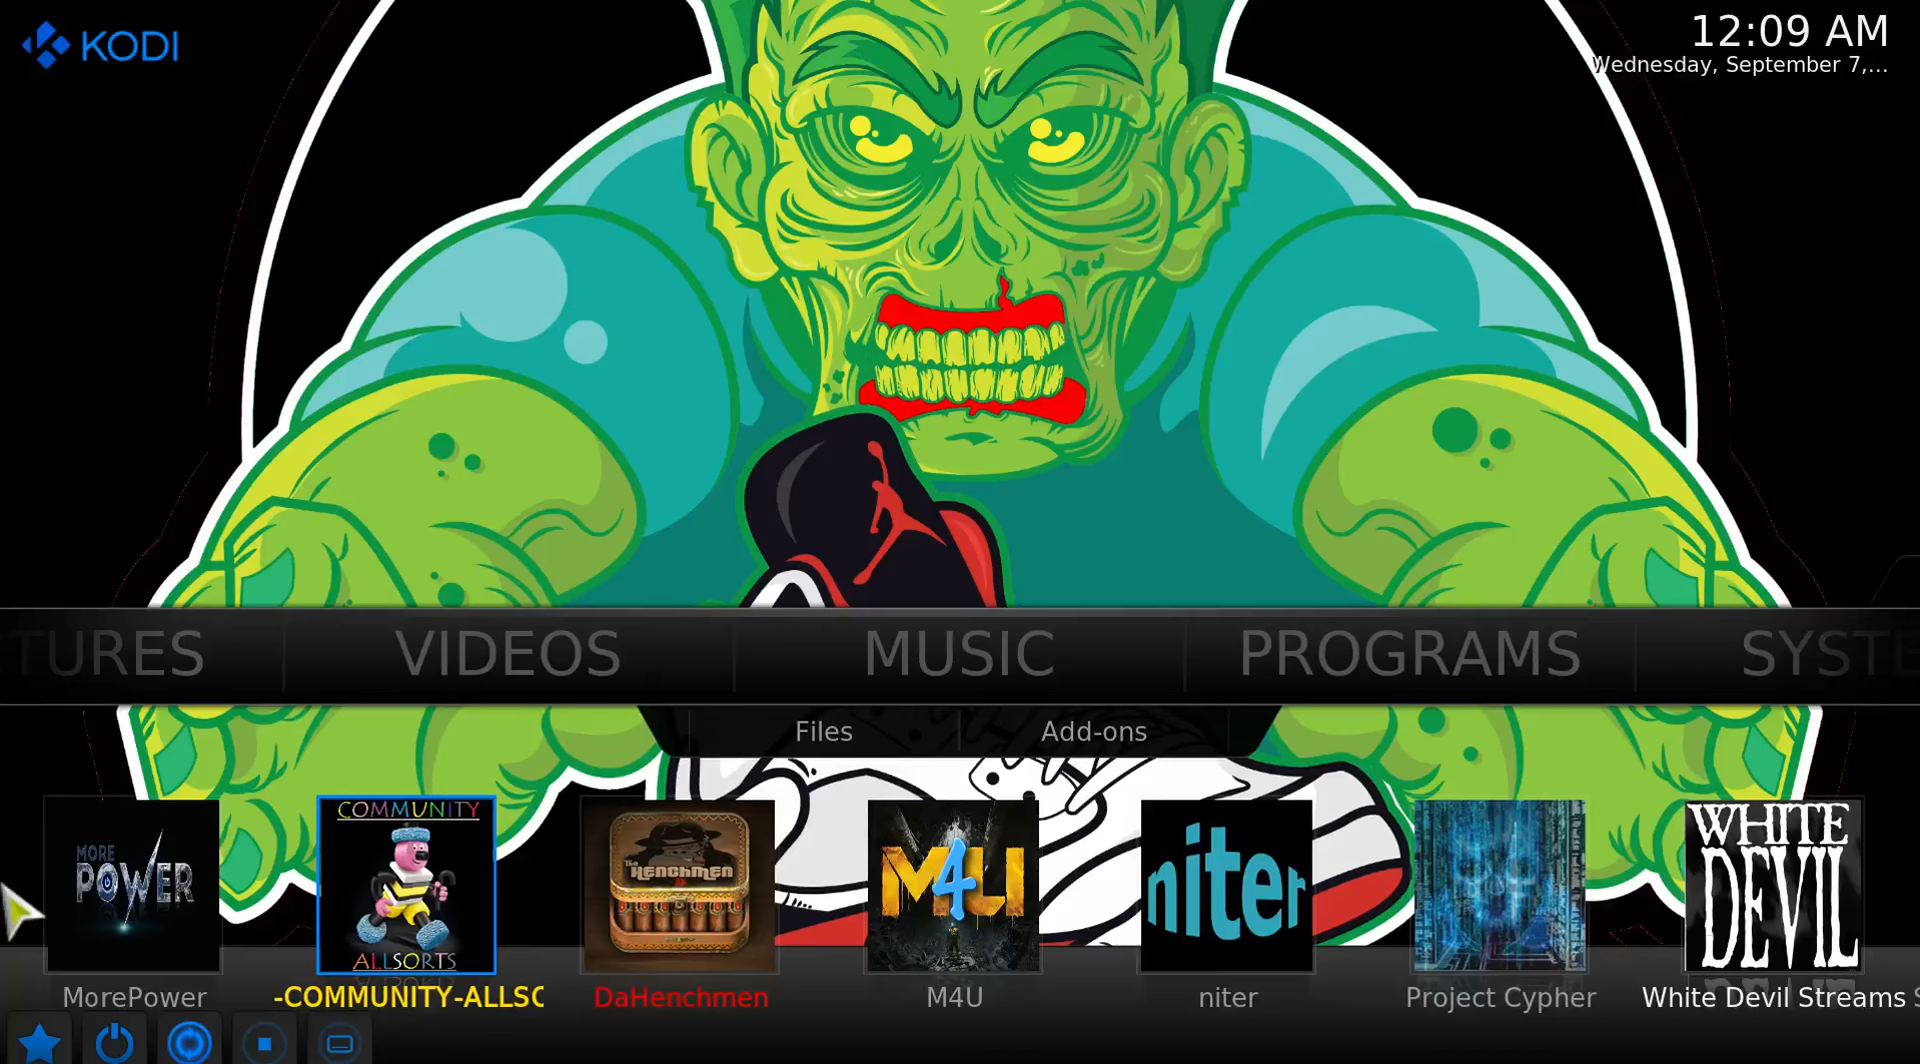 KODI
12:09 AM
Wednesday, September 7,...
TURES
VIDEOS
MUSIC
PROGRAMS
SYSTE
Files
Add-ons
MORE
POWER
COMMUNITY
ALLSORTS
The
HENCHMEN
M4U
niter
WHITE
DEVIL
MorePower
-COMMUNITY-ALLSO
DaHenchmen
M4U
niter
Project Cypher
White Devil Streams S